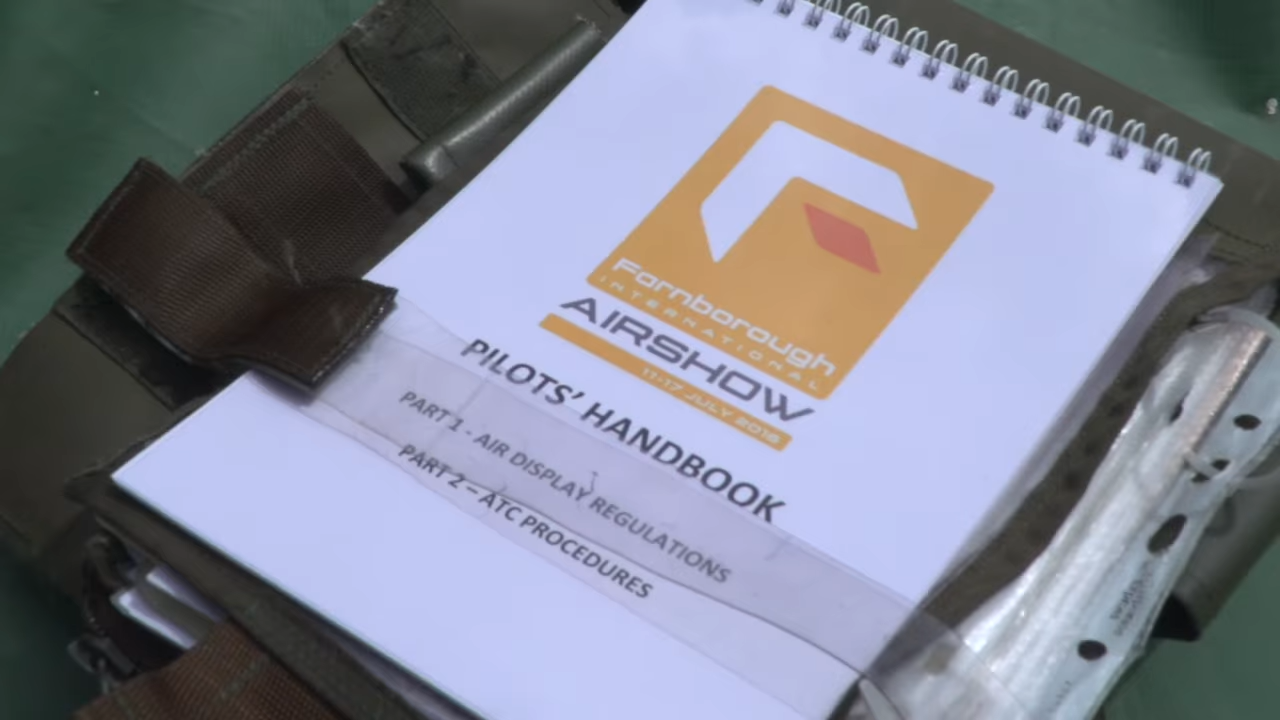 Farnborough
INTERNATIONAL
AIRSHOW
11-17 JULY 2016
PILOTS' HANDBOOK
PART 1 - AIR DISPLAY REGULATIONS
PART 2 – ATC PROCEDURES